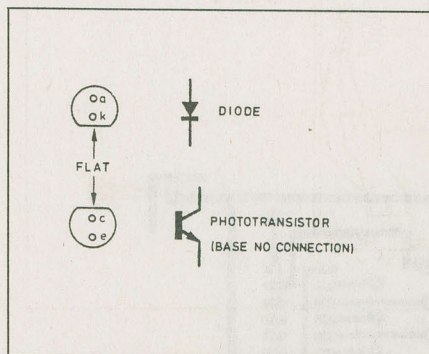 a
k
DIODE
FLAT
c
e
PHOTOTRANSISTOR
(BASE NO CONNECTION)